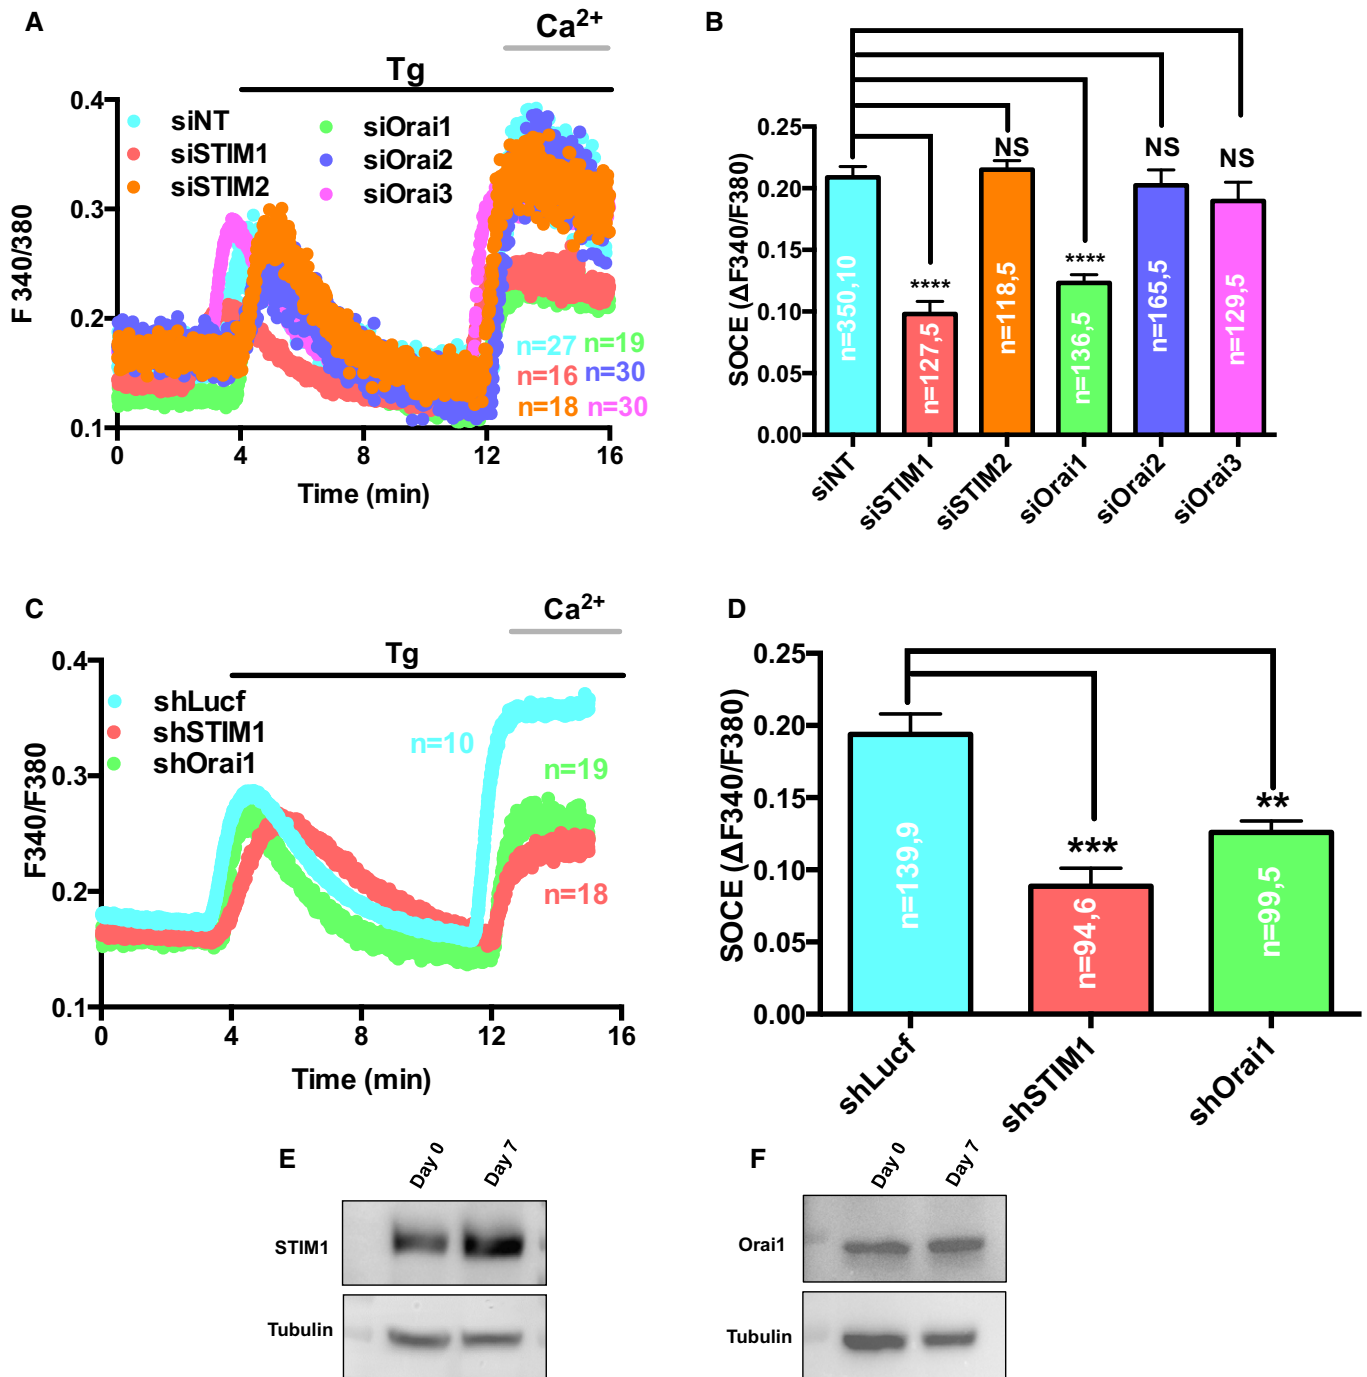 A
Ca2+
Tg
siNT
siSTIM1
siSTIM2
siOrai1
siOrai2
siOrai3
F 340/380
0.4
0.3
0.2
0.1
n=27 n=19
n=16 n=30
n=18 n=30
0 4 8 12 16
Time (min)
B
SOCE (ΔF340/F380)
0.25
0.20
0.15
0.10
0.05
0.00
**** NS **** NS NS
n=350,10
n=127,5
n=118,5
n=136,5
n=165,5
n=129,5
siNT
siSTIM1
siSTIM2
siOrai1
siOrai2
siOrai3
C
Ca2+
Tg
shLucf
shSTIM1
shOrai1
F340/F380
0.4
0.3
0.2
0.1
n=10
n=19
n=18
0 4 8 12 16
Time (min)
D
SOCE (ΔF340/F380)
0.25
0.20
0.15
0.10
0.05
0.00
*** **
n=139,9
n=94,6
n=99,5
shLucf
shSTIM1
shOrai1
E
Day 0
Day 7
STIM1
Tubulin
F
Day 0
Day 7
Orai1
Tubulin